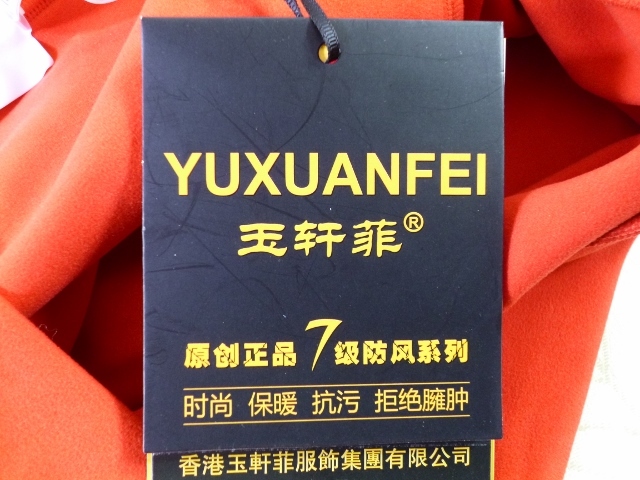 YUXUANFEI
玉轩菲®
原创正品7级防风系列
时尚 保暖 抗污 拒绝臃肿
香港玉軒菲服飾集團有限公司